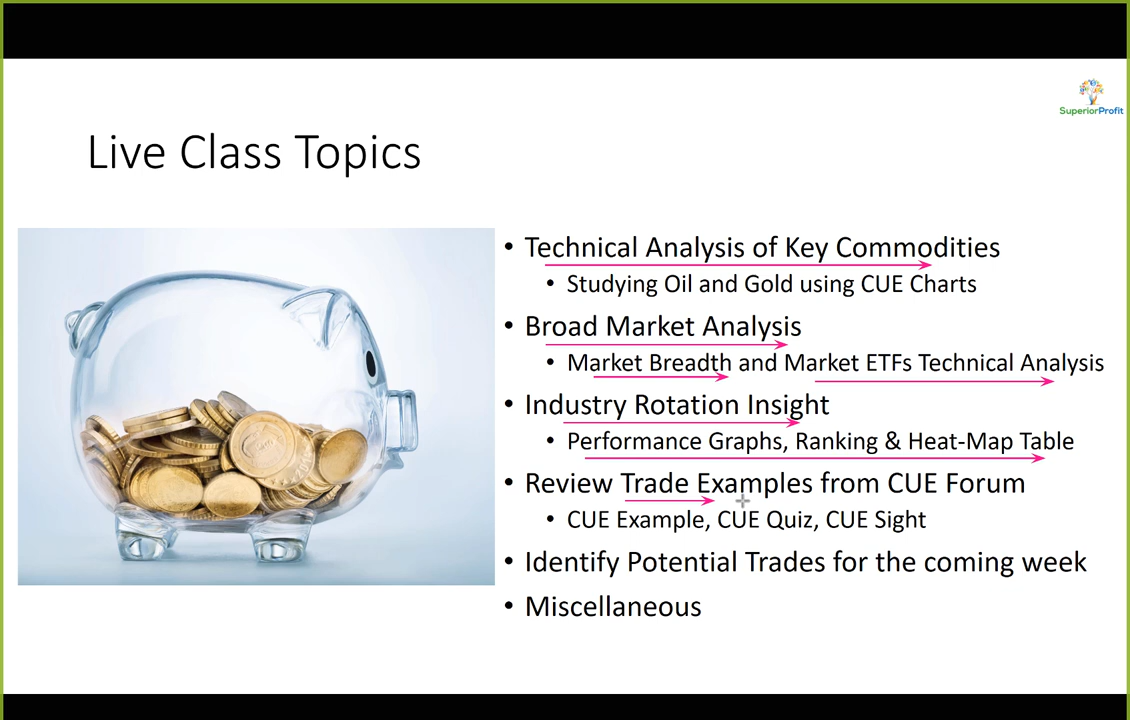 SuperiorProfit
Live Class Topics
• Technical Analysis of Key Commodities
• Studying Oil and Gold using CUE Charts
• Broad Market Analysis
• Market Breadth and Market ETFs Technical Analysis
• Industry Rotation Insight
• Performance Graphs, Ranking & Heat-Map Table
• Review Trade Examples from CUE Forum
• CUE Example, CUE Quiz, CUE Sight
• Identify Potential Trades for the coming week
• Miscellaneous